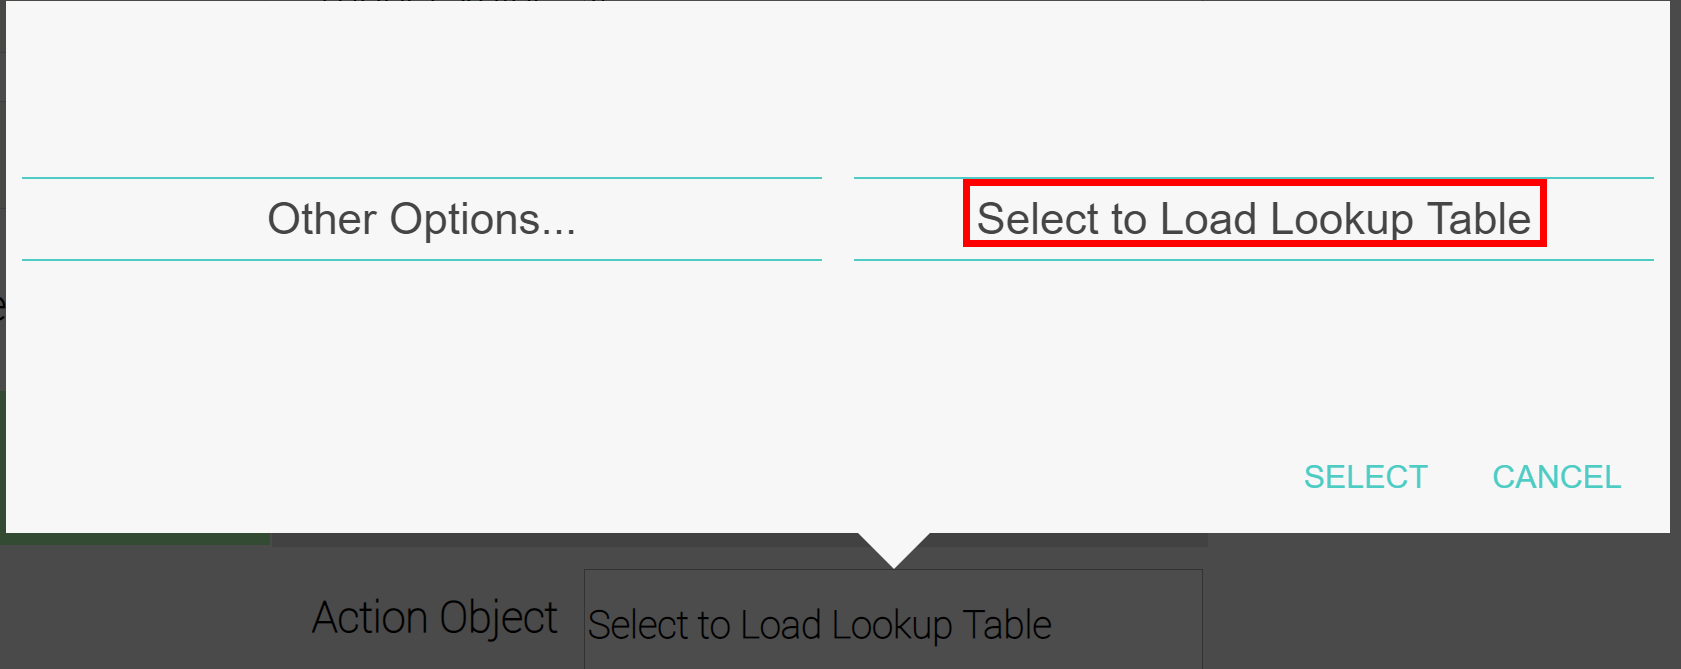 Other Options...
Select to Load Lookup Table
SELECT
CANCEL
Action Object
Select to Load Lookup Table